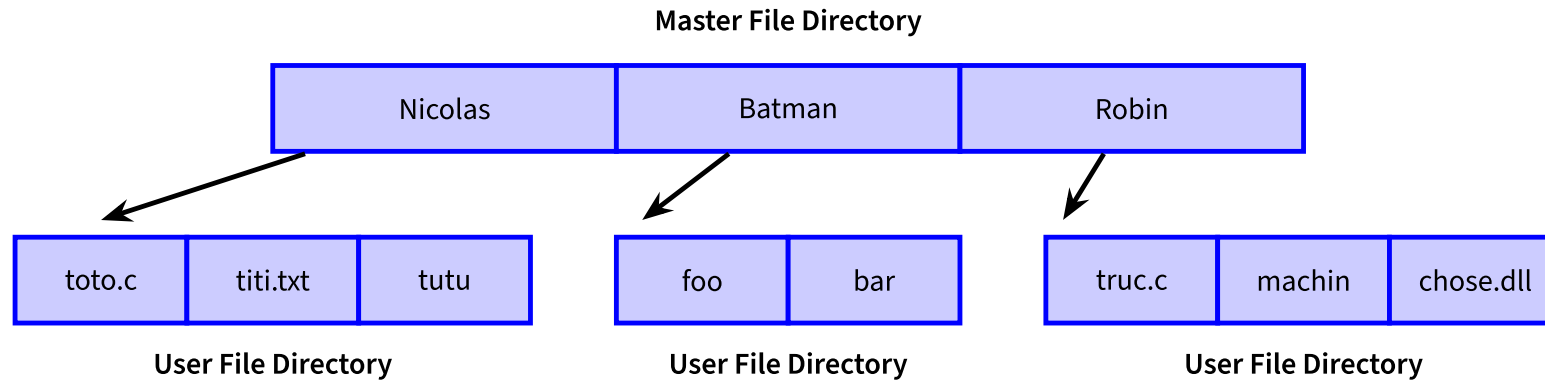 Master File Directory
Nicolas Batman Robin
toto.c titi.txt tutu foo bar truc.c machin chose.dll
User File Directory User File Directory User File Directory